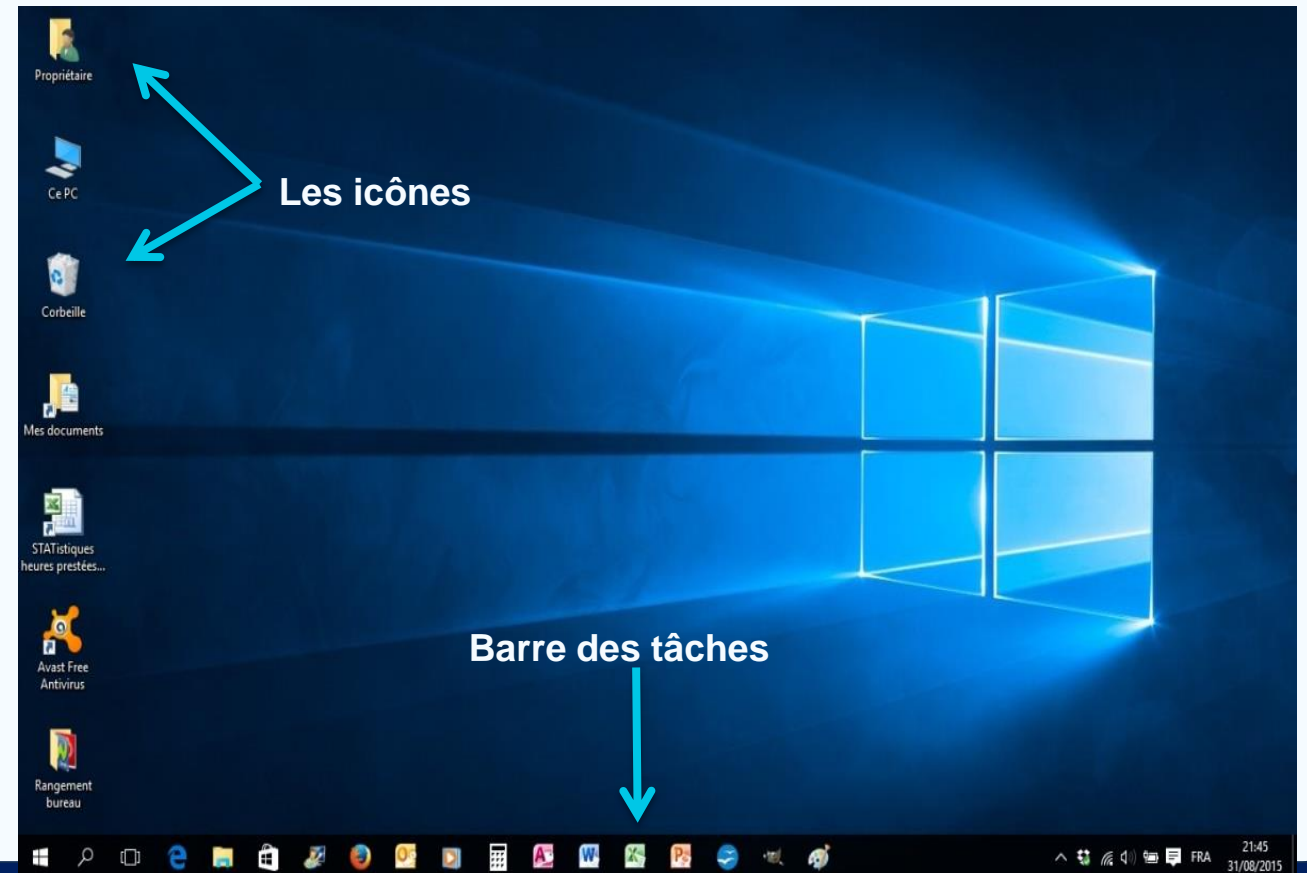 Propriétaire
Les icônes
Ce PC
Corbeille
Mes documents
STATistiques
heures prestées...
Barre des tâches
Avast Free
Antivirus
Rangement
bureau
FRA
21:45
31/08/2015